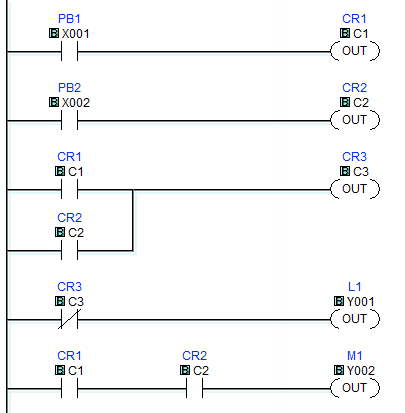 PB1 CR1
B X001 B C1
OUT
PB2 CR2
B X002 B C2
OUT
CR1 CR3
B C1 B C3
OUT
CR2
B C2
CR3 L1
B C3 B Y001
OUT
CR1 CR2 M1
B C1 B C2 B Y002
OUT